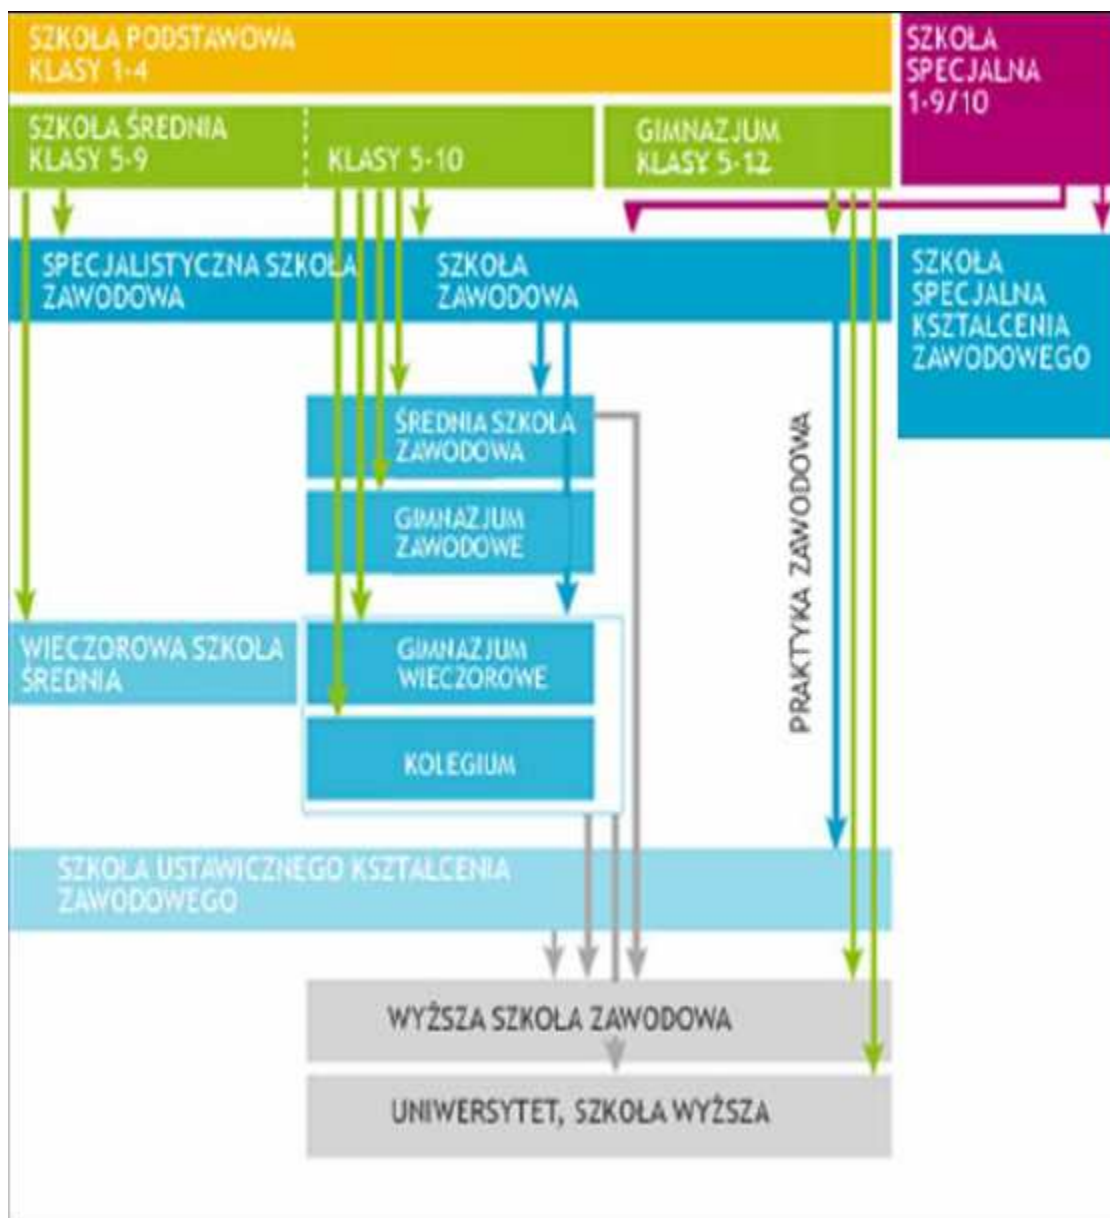 SZKOŁA PODSTAWOWA
KLASY 1-4
SZKOŁA
SPECJALNA
1-9/10
SZKOŁA ŚREDNIA
KLASY 5-9
KLASY 5-10
GIMNAZJUM
KLASY 5-12
SPECJALISTYCZNA SZKOŁA
ZAWODOWA
SZKOŁA
ZAWODOWA
SZKOŁA
SPECJALNA
KSZTAŁCENIA
ZAWODOWEGO
ŚREDNIA SZKOŁA
ZAWODOWA
GIMNAZJUM
ZAWODOWE
PRAKTYKA ZAWODOWA
WIECZOROWA SZKOŁA
ŚREDNIA
GIMNAZJUM
WIECZOROWE
KOLEGIUM
SZKOŁA USTAWICZNEGO KSZTAŁCENIA
ZAWODOWEGO
WYŻSZA SZKOŁA ZAWODOWA
UNIWERSYTET, SZKOŁA WYŻSZA